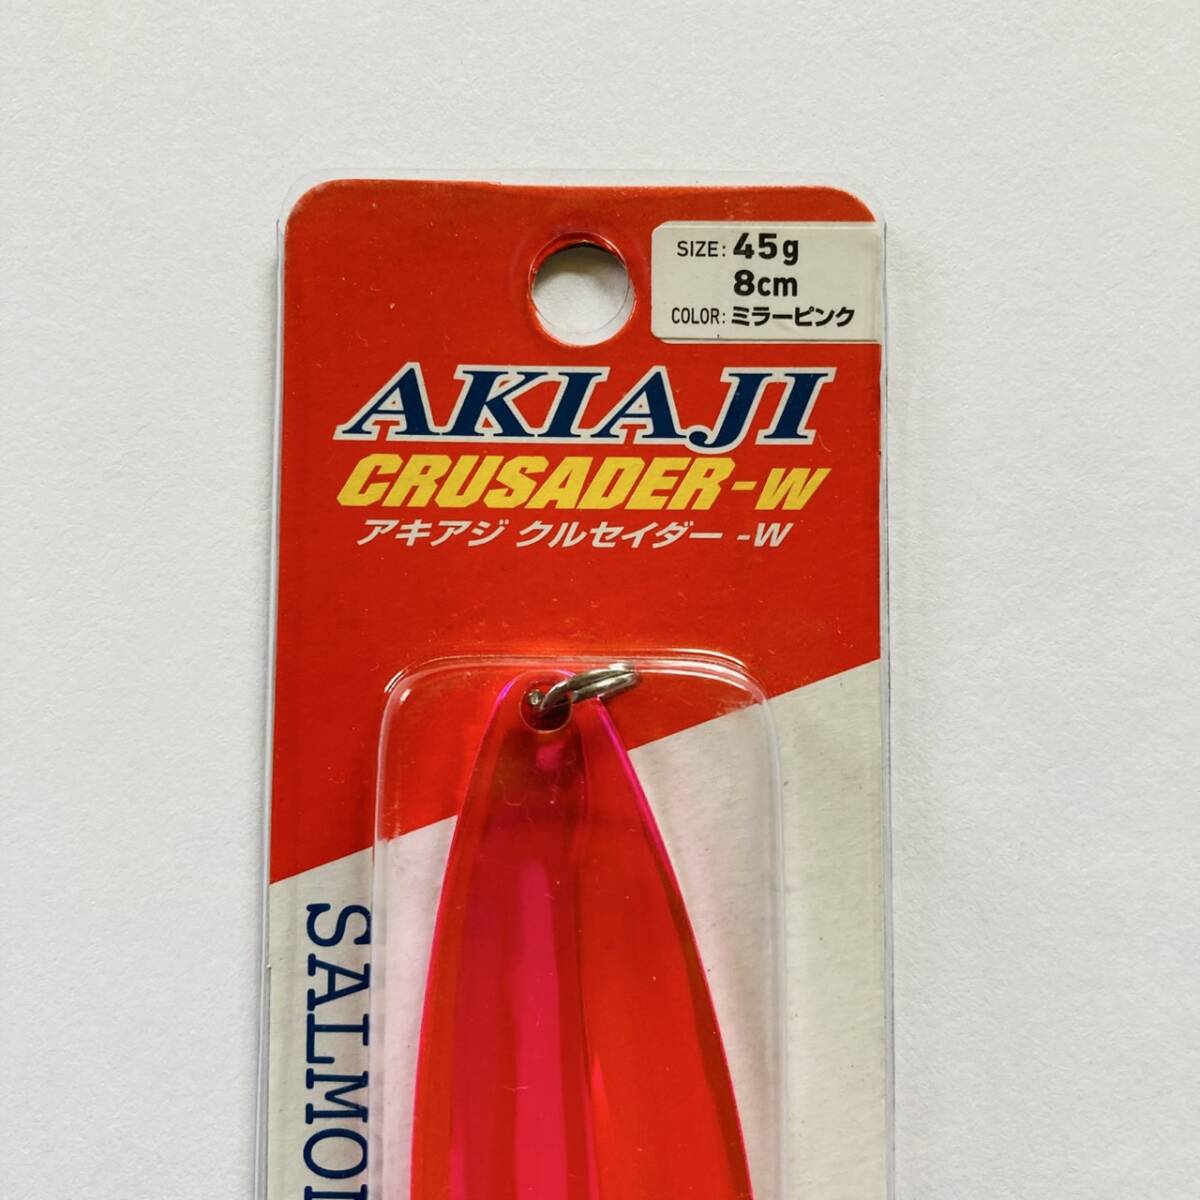 SIZE: 45g
8cm
COLOR: ミラーピンク
AKIAJI
CRUSADER-W
アキアジ クルセイダー -W
SALMO